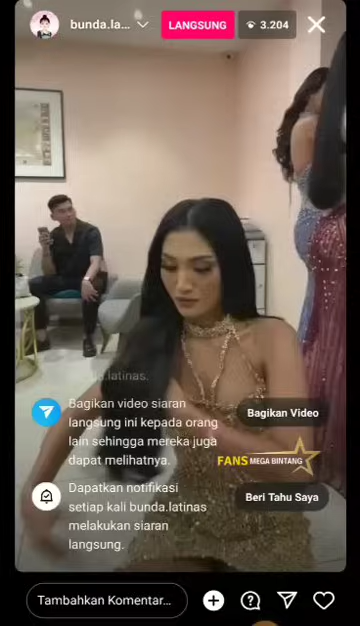 bunda.la...
LANGSUNG
3.204
.latinas.
Bagikan video siaran
langsung ini kepada orang
lain sehingga mereka juga
dapat melihatnya.
Bagikan Video
FANS MEGA BINTANG
Dapatkan notifikasi
setiap kali bunda.latinas
melakukan siaran
langsung.
Beri Tahu Saya
Tambahkan Komentar...